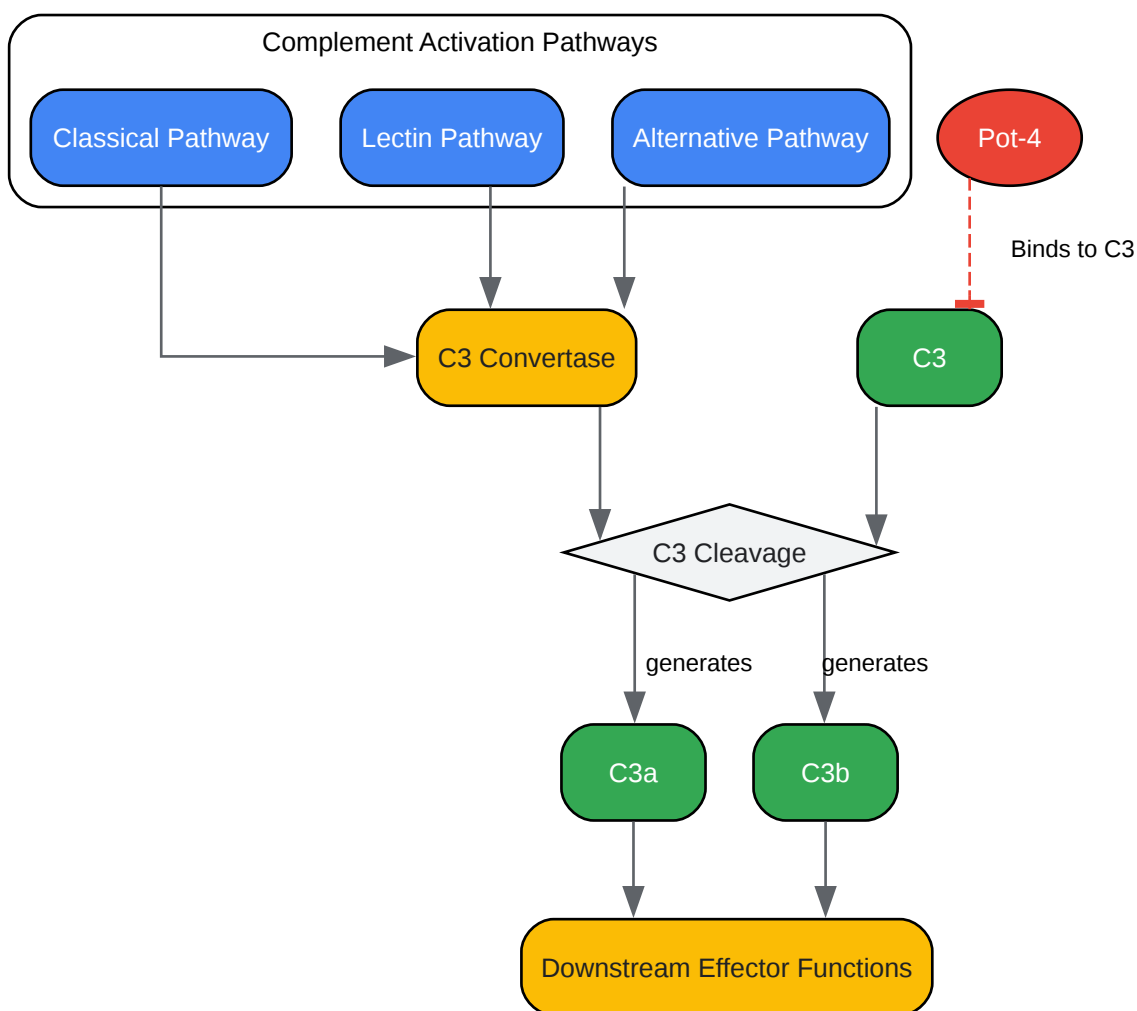 Complement Activation Pathways
Classical Pathway
Lectin Pathway
Alternative Pathway
Pot-4
Binds to C3
C3 Convertase
C3
C3 Cleavage
generates
generates
C3a
C3b
Downstream Effector Functions